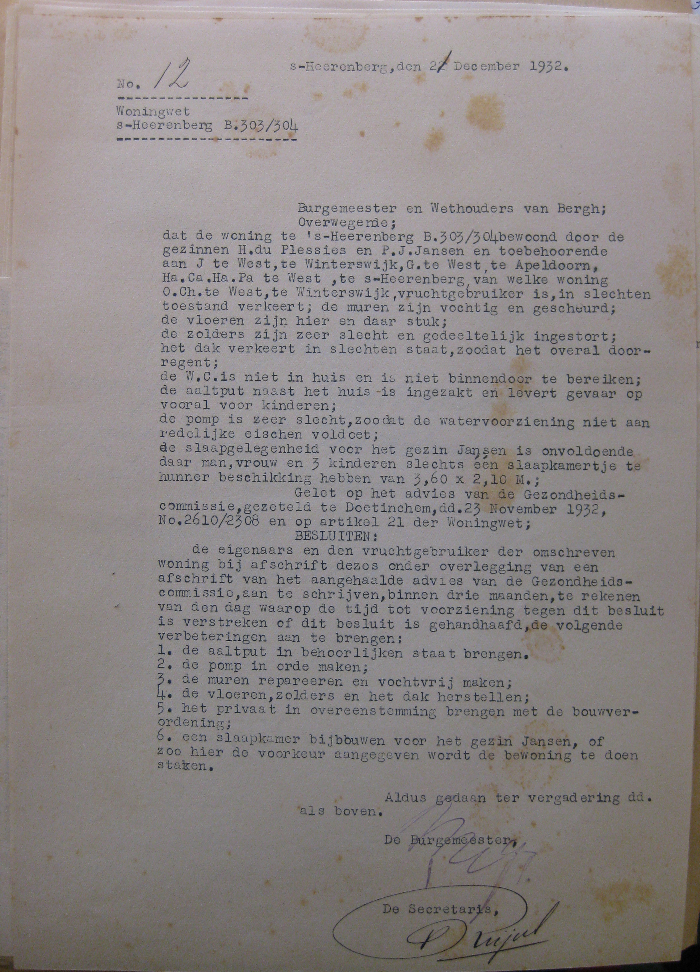 s-Heerenberg,den 21 December 1932.
No. 12
Woningwet
s-Heerenberg B.303/304
Burgemeester en Wethouders van Bergh;
Overwegende;
dat de woning te 's-Heerenberg B.303/304bewoond door de
gezinnen H.du Plessies en P.J.Jansen en toebehoorende
aan J te West,te Winterswijk,G.te West,te Apeldoorn,
Ha.Ca.Ha.Pa te West ,te s-Heerenberg,van welke woning
O.Ch.te West,te Winterswijk,vruchtgebruiker is,in slechten
toestand verkeert; de muren zijn vochtig en gescheurd;
de vloeren zijn hier en daar stuk;
de zolders zijn zeer slecht en gedeeltelijk ingestort;
het dak verkeert in slechten staat,zoodat het overal door-
regent;
de W.C.is niet in huis en is niet binnendoor te bereiken;
de aaltput naast het huis is ingezakt en levert gevaar op
vooral voor kinderen;
de pomp is zeer slecht,zoodat de watervoorziening niet aan
redelijke eischen voldoet;
de slaapgelegenheid voor het gezin Jansen is onvoldoende
daar man,vrouw en 3 kinderen slechts één slaapkamertje te
hunner beschikking hebben van 3,60 x 2,10 M.;
Gelet op het advies van de Gezondheids-
commissie,gezeteld te Doetinchem,dd.23 November 1932,
No.2610/2308 en op artikel 21 der Woningwet;
BESLUITEN:
de eigenaars en den vruchtgebruiker der omschreven
woning bij afschrift dezes onder overlegging van een
afschrift van het aangehaalde advies van de Gezondheids-
commissie,aan te schrijven,binnen drie maanden,te rekenen
van den dag waarop de tijd tot voorziening tegen dit besluit
is verstreken of dit besluit is gehandhaafd,de volgende
verbeteringen aan te brengen:
1. de aaltput in behoorlijken staat brengen.
2. de pomp in orde maken;
3. de muren repareeren en vochtvrij maken;
4. de vloeren,zolders en het dak herstellen;
5. het privaat in overeenstemming brengen met de bouwver-
ordening;
6. een slaapkamer bijbbuwen voor het gezin Jansen, of
zoo hier de voorkeur aangegeven wordt de bewoning te doen
staken.
Aldus gedaan ter vergadering dd.
als boven.
De Burgemeester,
De Secretaris,